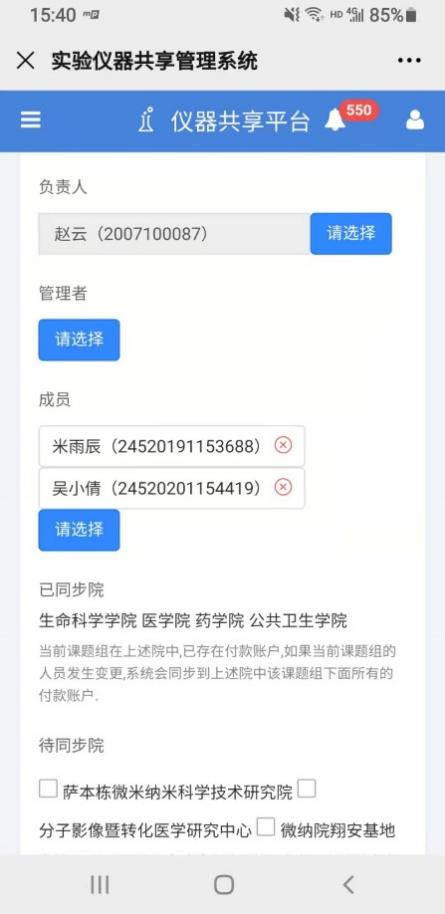 15:40 HD 4G 85%
实验仪器共享管理系统
仪器共享平台 550
负责人
赵云（2007100087） 请选择
管理者
请选择
成员
米雨辰（24520191153688）
吴小倩（24520201154419）
请选择
已同步院
生命科学学院 医学院 药学院 公共卫生学院
当前课题组在上述院中,已存在付款账户,如果当前课题组的
人员发生变更,系统会同步到上述院中该课题组下面所有的
付款账户.
待同步院
萨本栋微米纳米科学技术研究院
分子影像暨转化医学研究中心 微纳院翔安基地